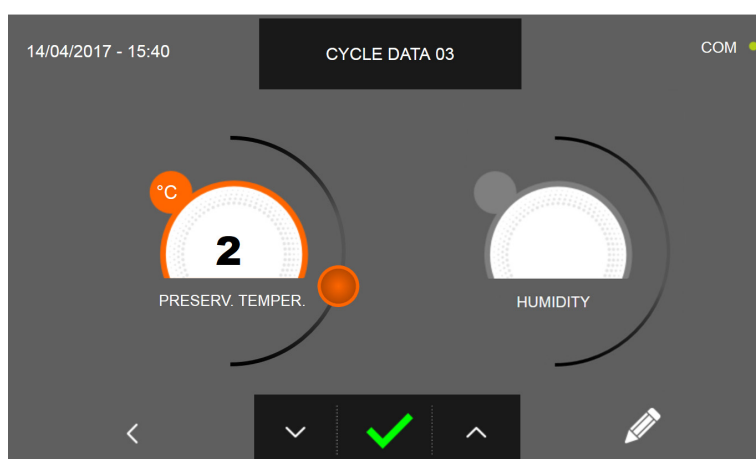 14/04/2017 - 15:40
CYCLE DATA 03
COM
°C
2
PRESERV. TEMPER.
HUMIDITY